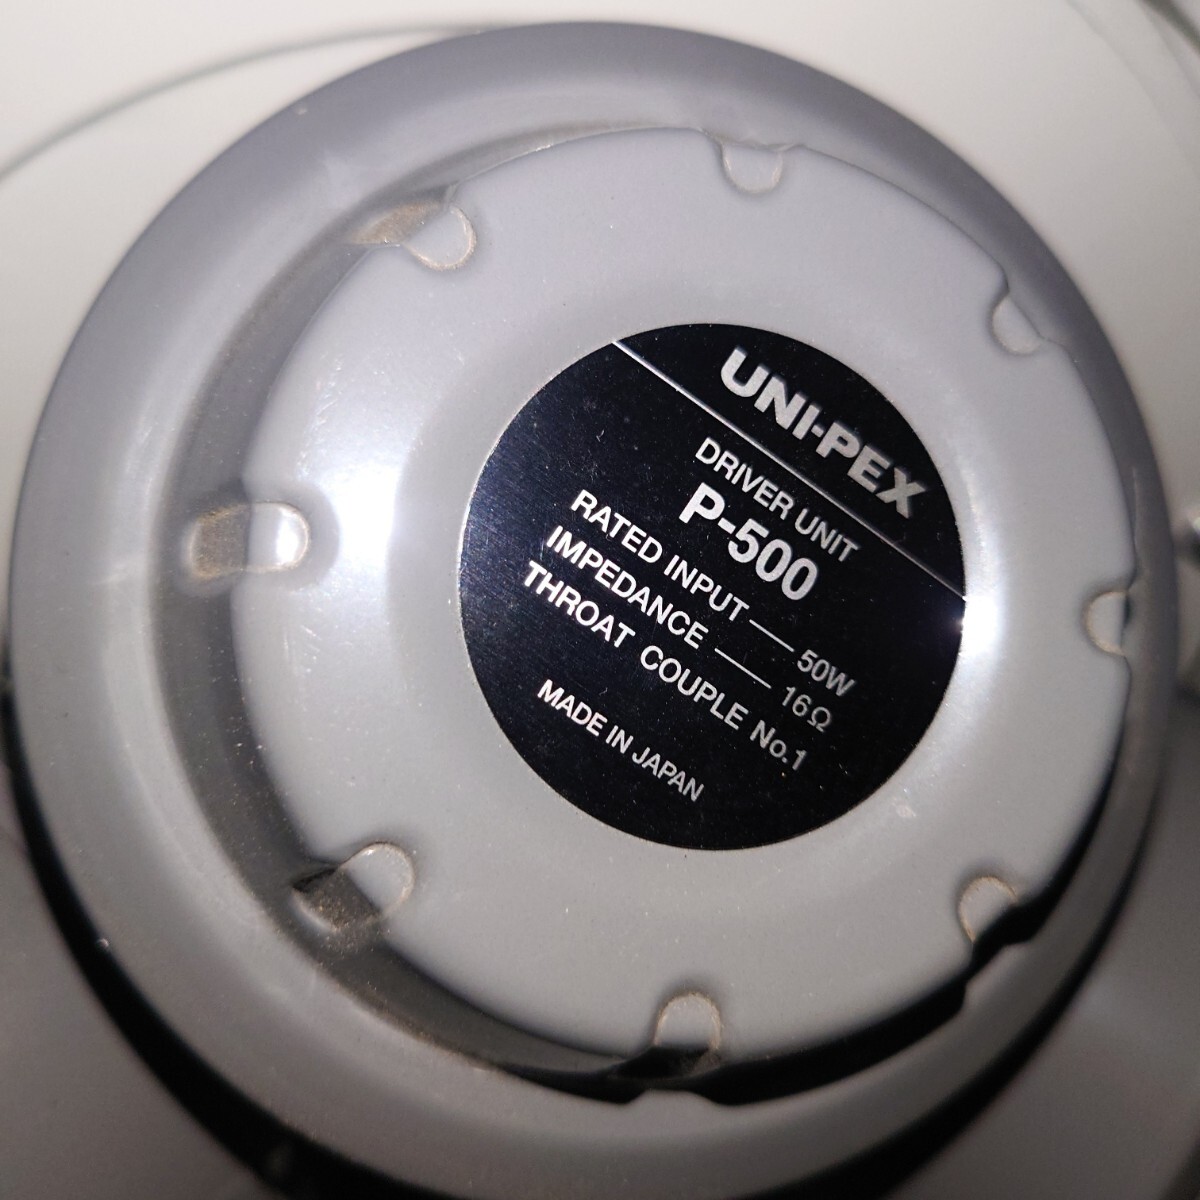 UNI-PEX
DRIVER UNIT
P-500
RATED INPUT — 50W
IMPEDANCE — 16Ω
THROAT COUPLE No.1
MADE IN JAPAN